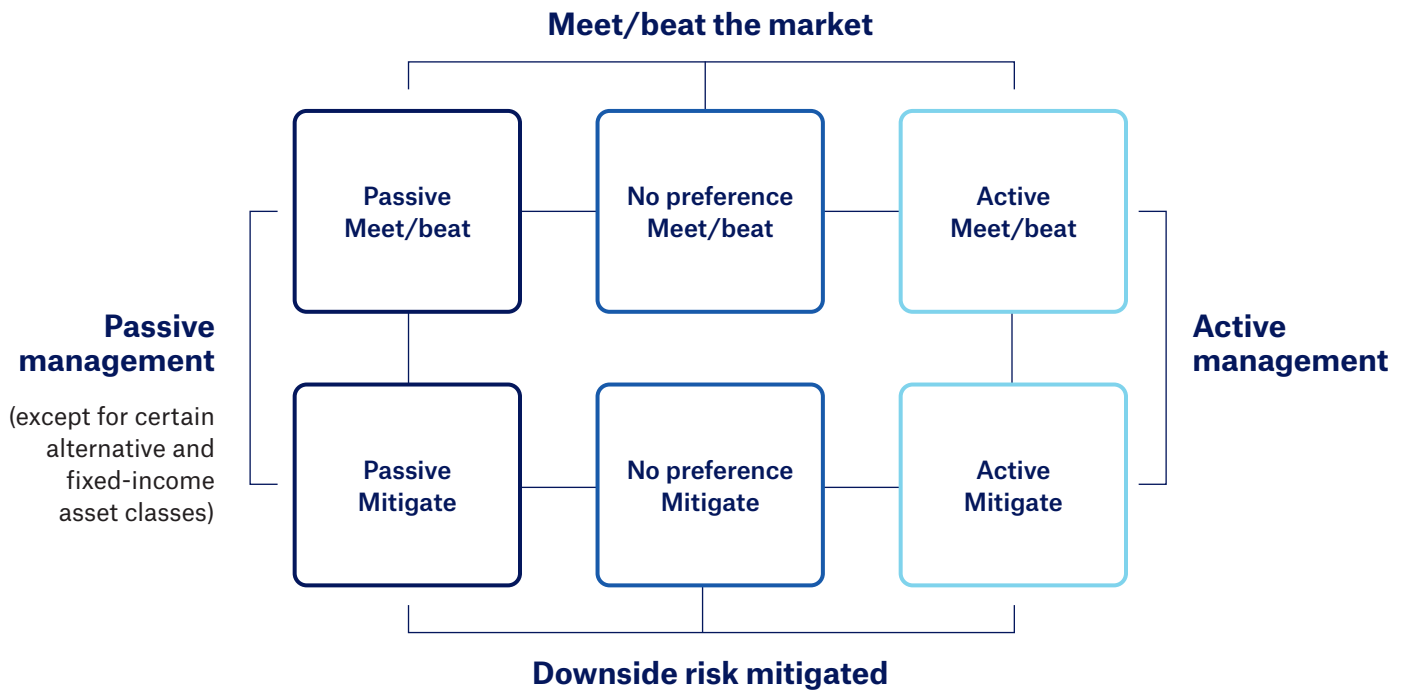 Meet/beat the market
Passive
Meet/beat
No preference
Meet/beat
Active
Meet/beat
Passive
management
(except for certain
alternative and
fixed-income
asset classes)
Active
management
Passive
Mitigate
No preference
Mitigate
Active
Mitigate
Downside risk mitigated